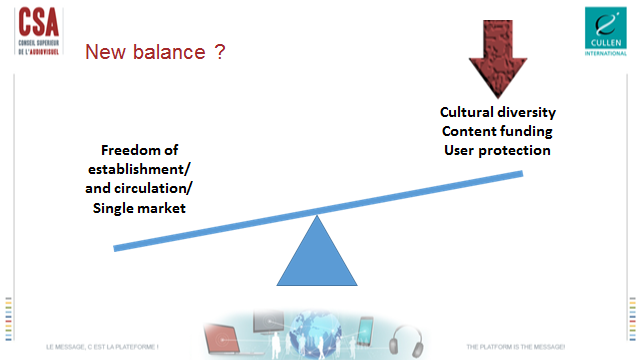 CSA
CONSEIL SUPERIEUR
DE L'AUDIOVISUEL
CULLEN
INTERNATIONAL
New balance ?
Cultural diversity
Content funding
User protection
Freedom of
establishment/
and circulation/
Single market
LE MESSAGE, C EST LA PLATEFORME !
THE PLATFORM IS THE MESSAGE!